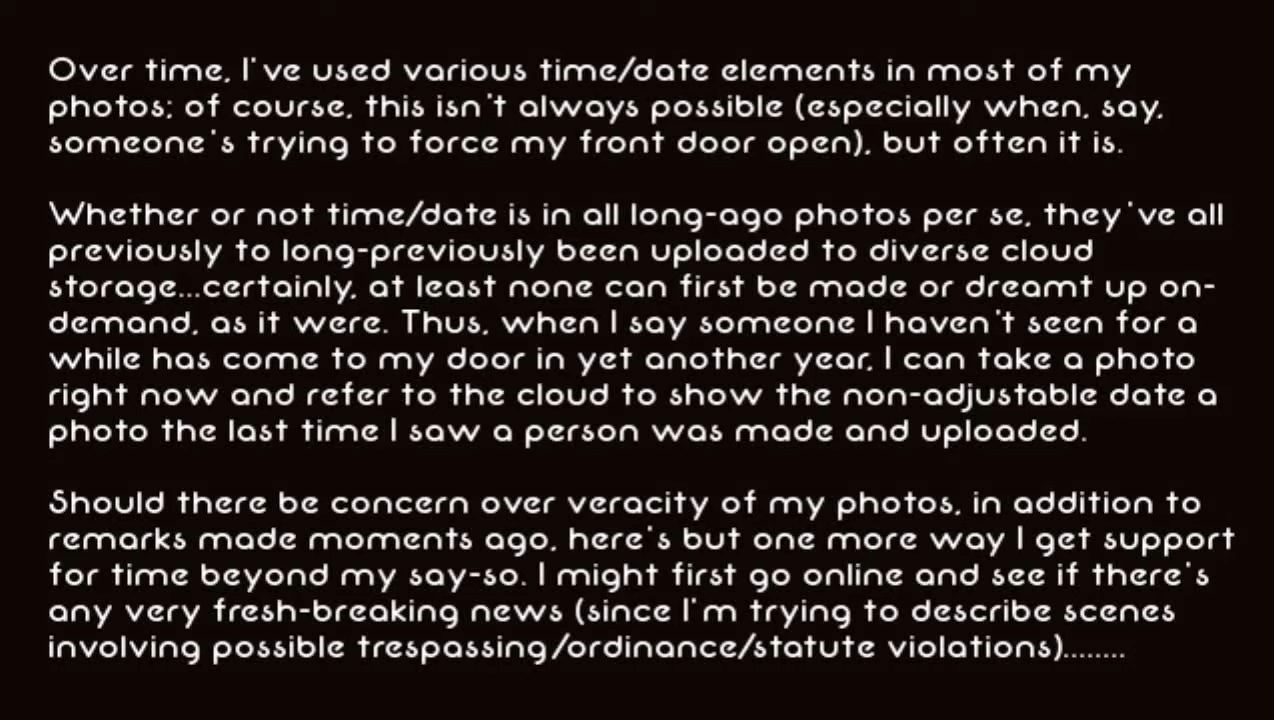 Over time, I've used various time/date elements in most of my
photos; of course, this isn't always possible (especially when, say,
someone's trying to force my front door open), but often it is.
Whether or not time/date is in all long-ago photos per se, they've all
previously to long-previously been uploaded to diverse cloud
storage...certainly, at least none can first be made or dreamt up on-
demand, as it were. Thus, when I say someone I haven't seen for a
while has come to my door in yet another year, I can take a photo
right now and refer to the cloud to show the non-adjustable date a
photo the last time I saw a person was made and uploaded.
Should there be concern over veracity of my photos, in addition to
remarks made moments ago, here's but one more way I get support
for time beyond my say-so. I might first go online and see if there's
any very fresh-breaking news (since I'm trying to describe scenes
involving possible trespassing/ordinance/statute violations)........